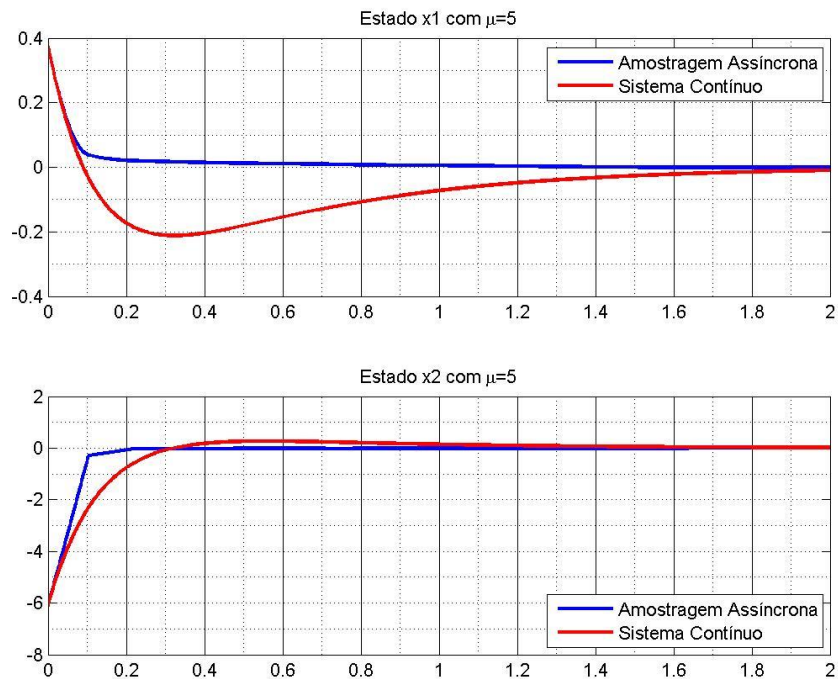 Estado x1 com μ=5
0.4
0.2
0
-0.2
-0.4
Amostragem Assíncrona
Sistema Contínuo
0 0.2 0.4 0.6 0.8 1 1.2 1.4 1.6 1.8 2
Estado x2 com μ=5
2
0
-2
-4
-6
-8
Amostragem Assíncrona
Sistema Contínuo
0 0.2 0.4 0.6 0.8 1 1.2 1.4 1.6 1.8 2